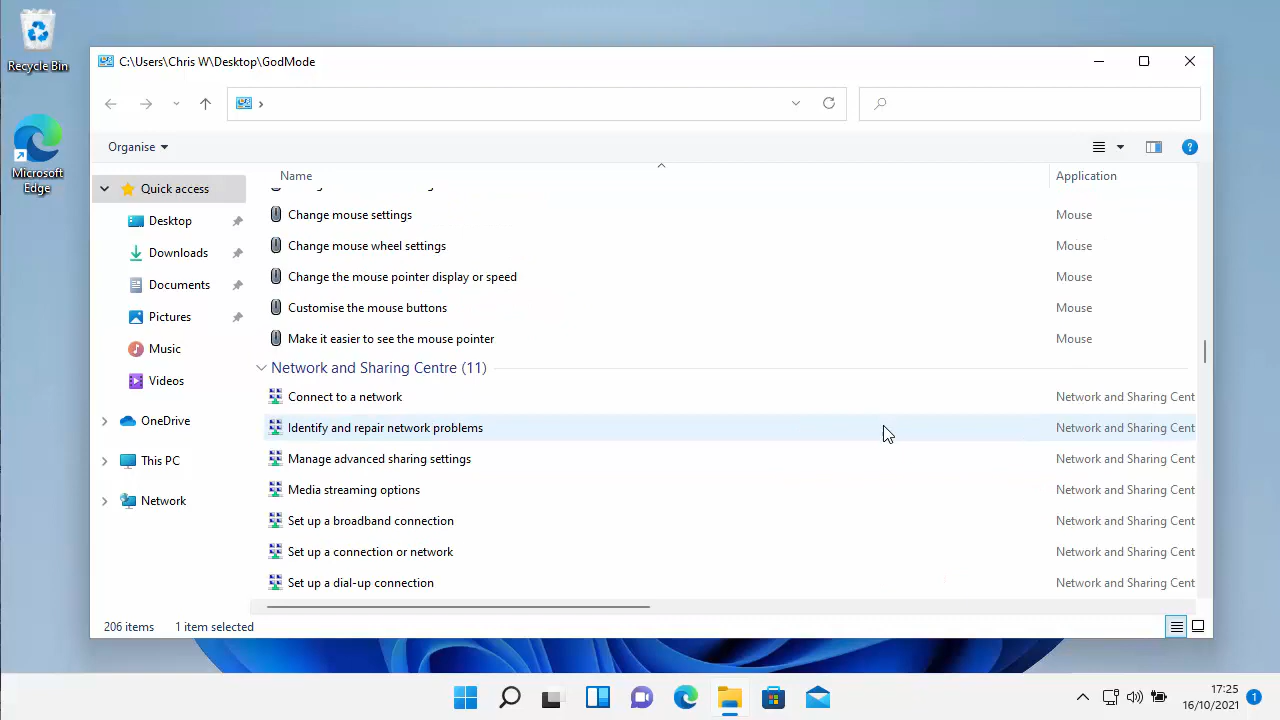 Recycle Bin
Microsoft
Edge
C:\Users\Chris W\Desktop\GodMode
Organise
Quick access
Desktop
Downloads
Documents
Pictures
Music
Videos
OneDrive
This PC
Network
Name Application
Change mouse settings Mouse
Change mouse wheel settings Mouse
Change the mouse pointer display or speed Mouse
Customise the mouse buttons Mouse
Make it easier to see the mouse pointer Mouse
Network and Sharing Centre (11)
Connect to a network Network and Sharing Cent
Identify and repair network problems Network and Sharing Cent
Manage advanced sharing settings Network and Sharing Cent
Media streaming options Network and Sharing Cent
Set up a broadband connection Network and Sharing Cent
Set up a connection or network Network and Sharing Cent
Set up a dial-up connection Network and Sharing Cent
206 items 1 item selected
17:25
16/10/2021 1